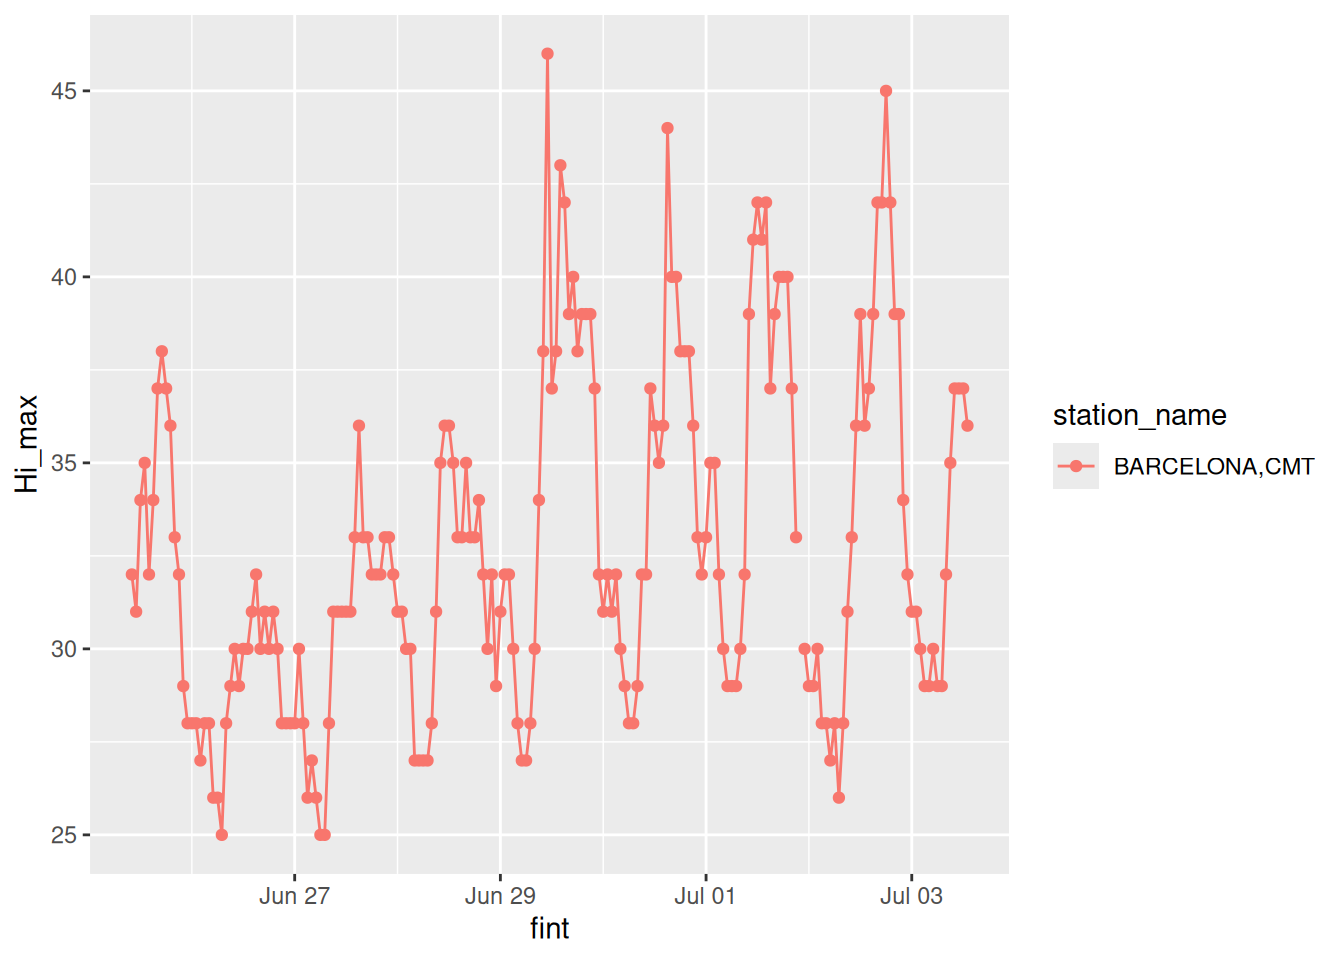 45
40
35
30
25
Hi_max
Jun 27
Jun 29
Jul 01
Jul 03
fint
station_name
BARCELONA,CMT